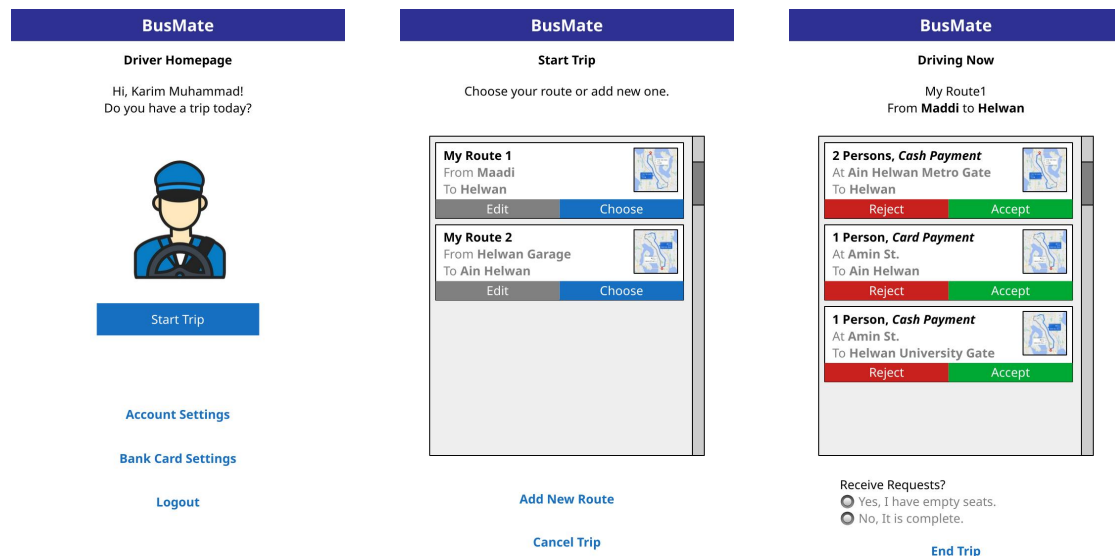 BusMate
Driver Homepage
Hi, Karim Muhammad!
Do you have a trip today?
Start Trip
Account Settings
Bank Card Settings
Logout
BusMate
Start Trip
Choose your route or add new one.
My Route 1
From Maadi
To Helwan
Edit Choose
My Route 2
From Helwan Garage
To Ain Helwan
Edit Choose
Add New Route
Cancel Trip
BusMate
Driving Now
My Route1
From Maddi to Helwan
2 Persons, Cash Payment
At Ain Helwan Metro Gate
To Helwan
Reject Accept
1 Person, Card Payment
At Amin St.
To Ain Helwan
Reject Accept
1 Person, Cash Payment
At Amin St.
To Helwan University Gate
Reject Accept
Receive Requests?
Yes, I have empty seats.
No, It is complete.
End Trip